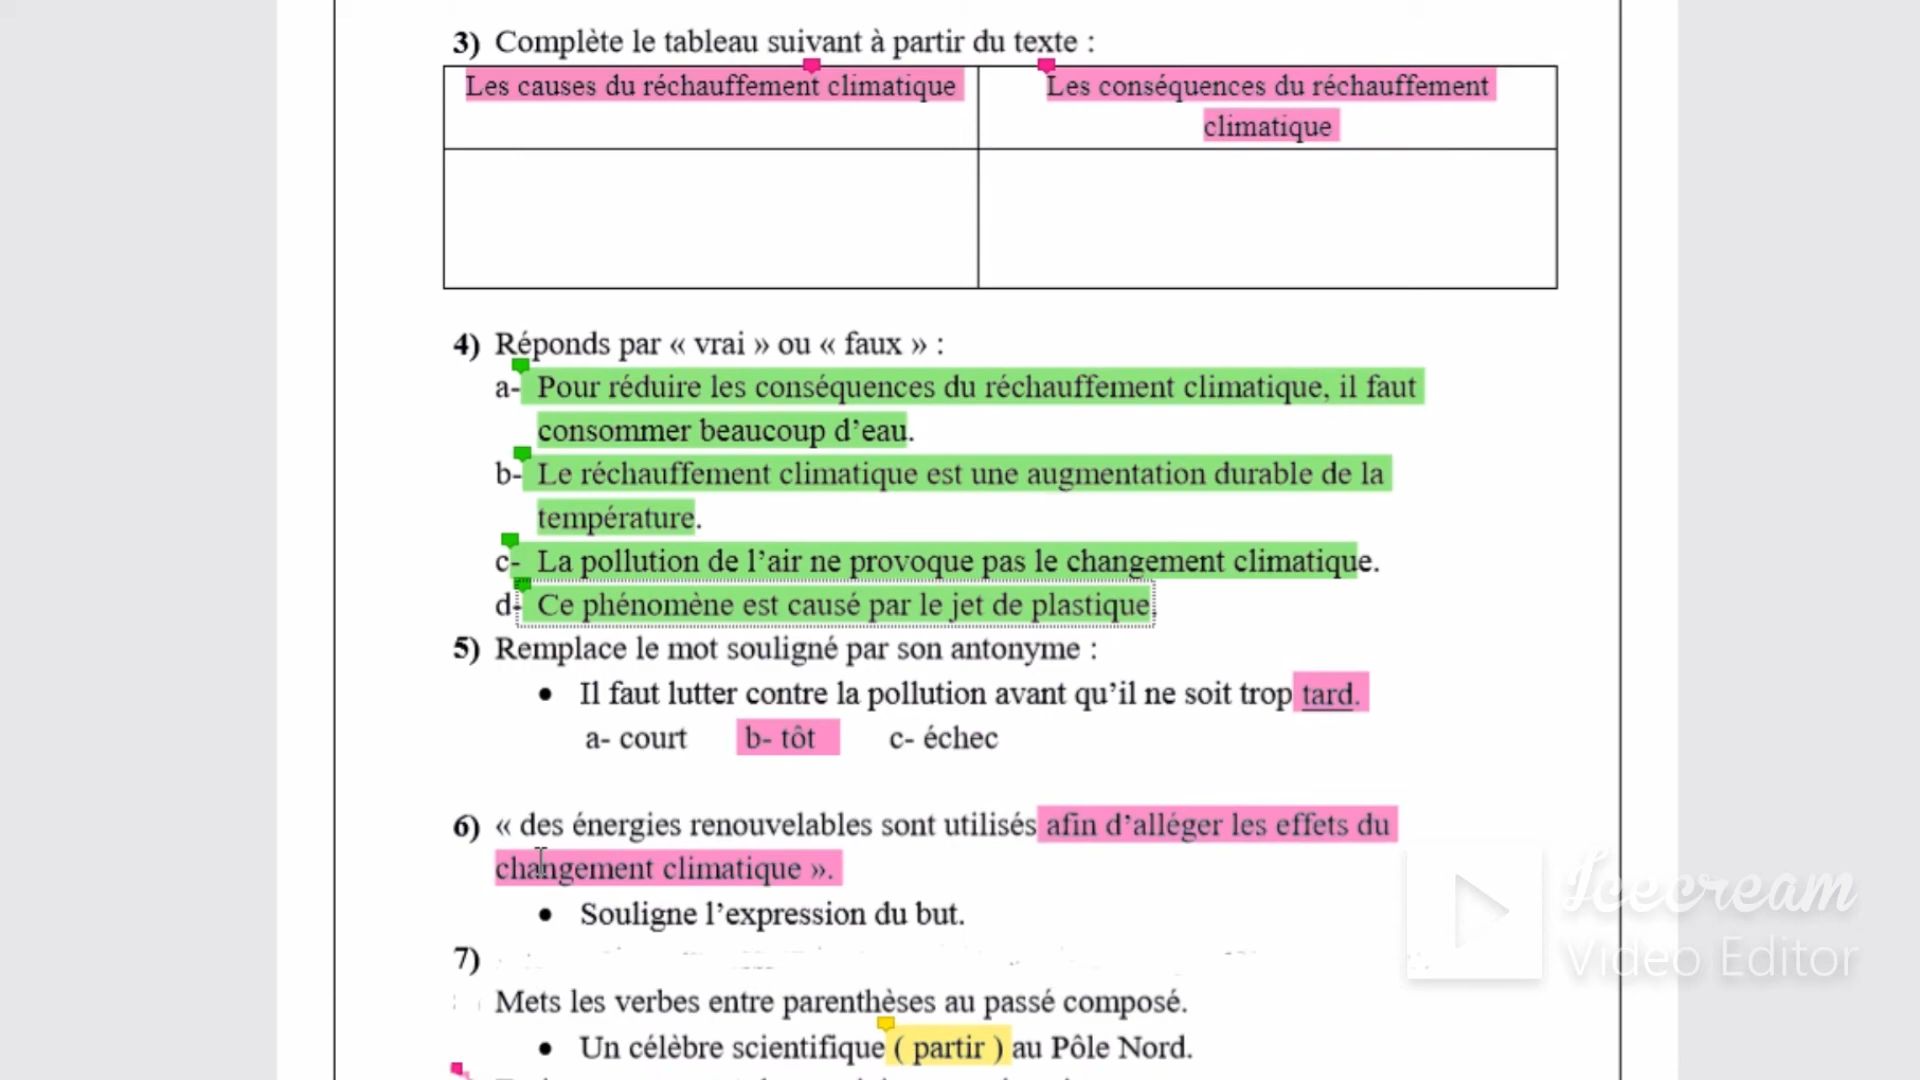 3) Complète le tableau suivant à partir du texte :
Les causes du réchauffement climatique
Les conséquences du réchauffement
climatique
4) Réponds par « vrai » ou « faux » :
a- Pour réduire les conséquences du réchauffement climatique, il faut
consommer beaucoup d’eau.
b- Le réchauffement climatique est une augmentation durable de la
température.
c- La pollution de l’air ne provoque pas le changement climatique.
d- Ce phénomène est causé par le jet de plastique.
5) Remplace le mot souligné par son antonyme :
• Il faut lutter contre la pollution avant qu’il ne soit trop tard.
a- court b- tôt c- échec
6) « des énergies renouvelables sont utilisés afin d’alléger les effets du
changement climatique ».
• Souligne l’expression du but.
7)
Mets les verbes entre parenthèses au passé composé.
• Un célèbre scientifique ( partir ) au Pôle Nord.
Icecream
Video Editor